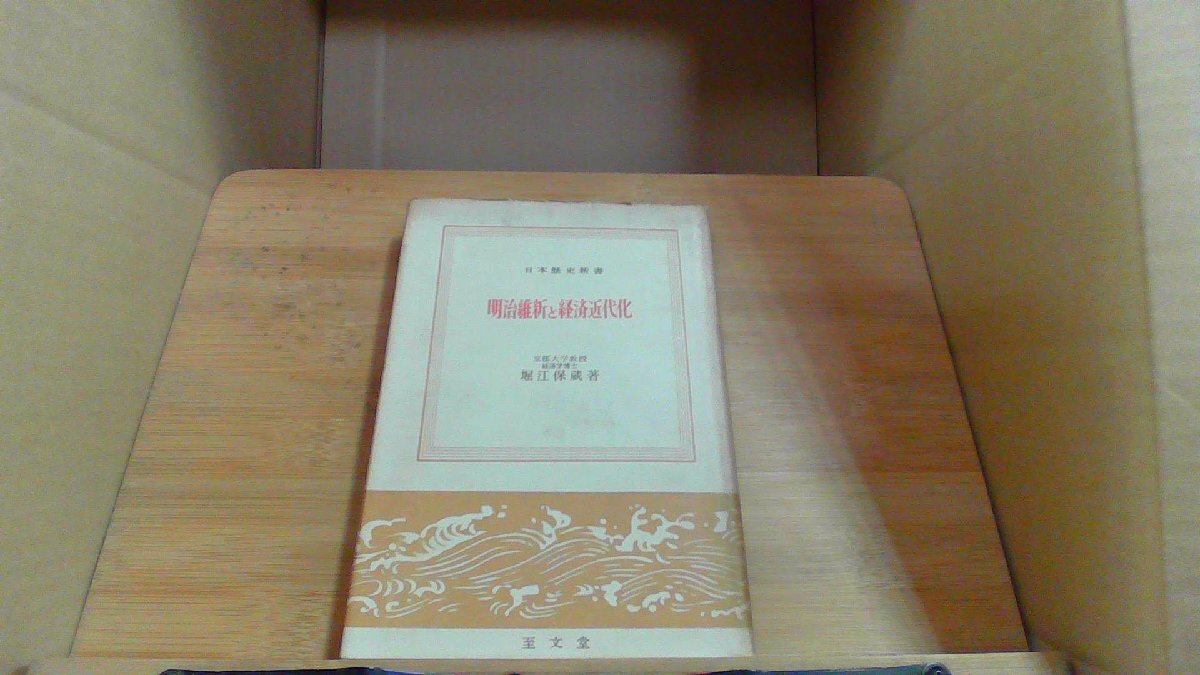 日本歴史新書
明治維新と経済近代化
京都大学教授
経済学博士
堀江保蔵著
至文堂